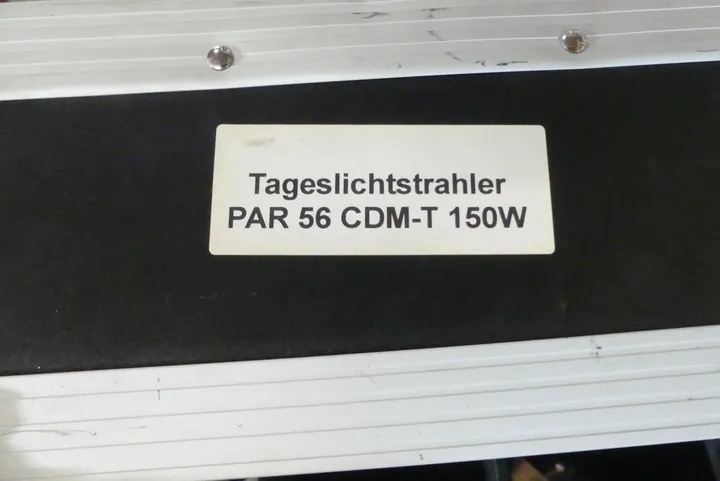 Tageslichtstrahler
PAR 56 CDM-T 150W